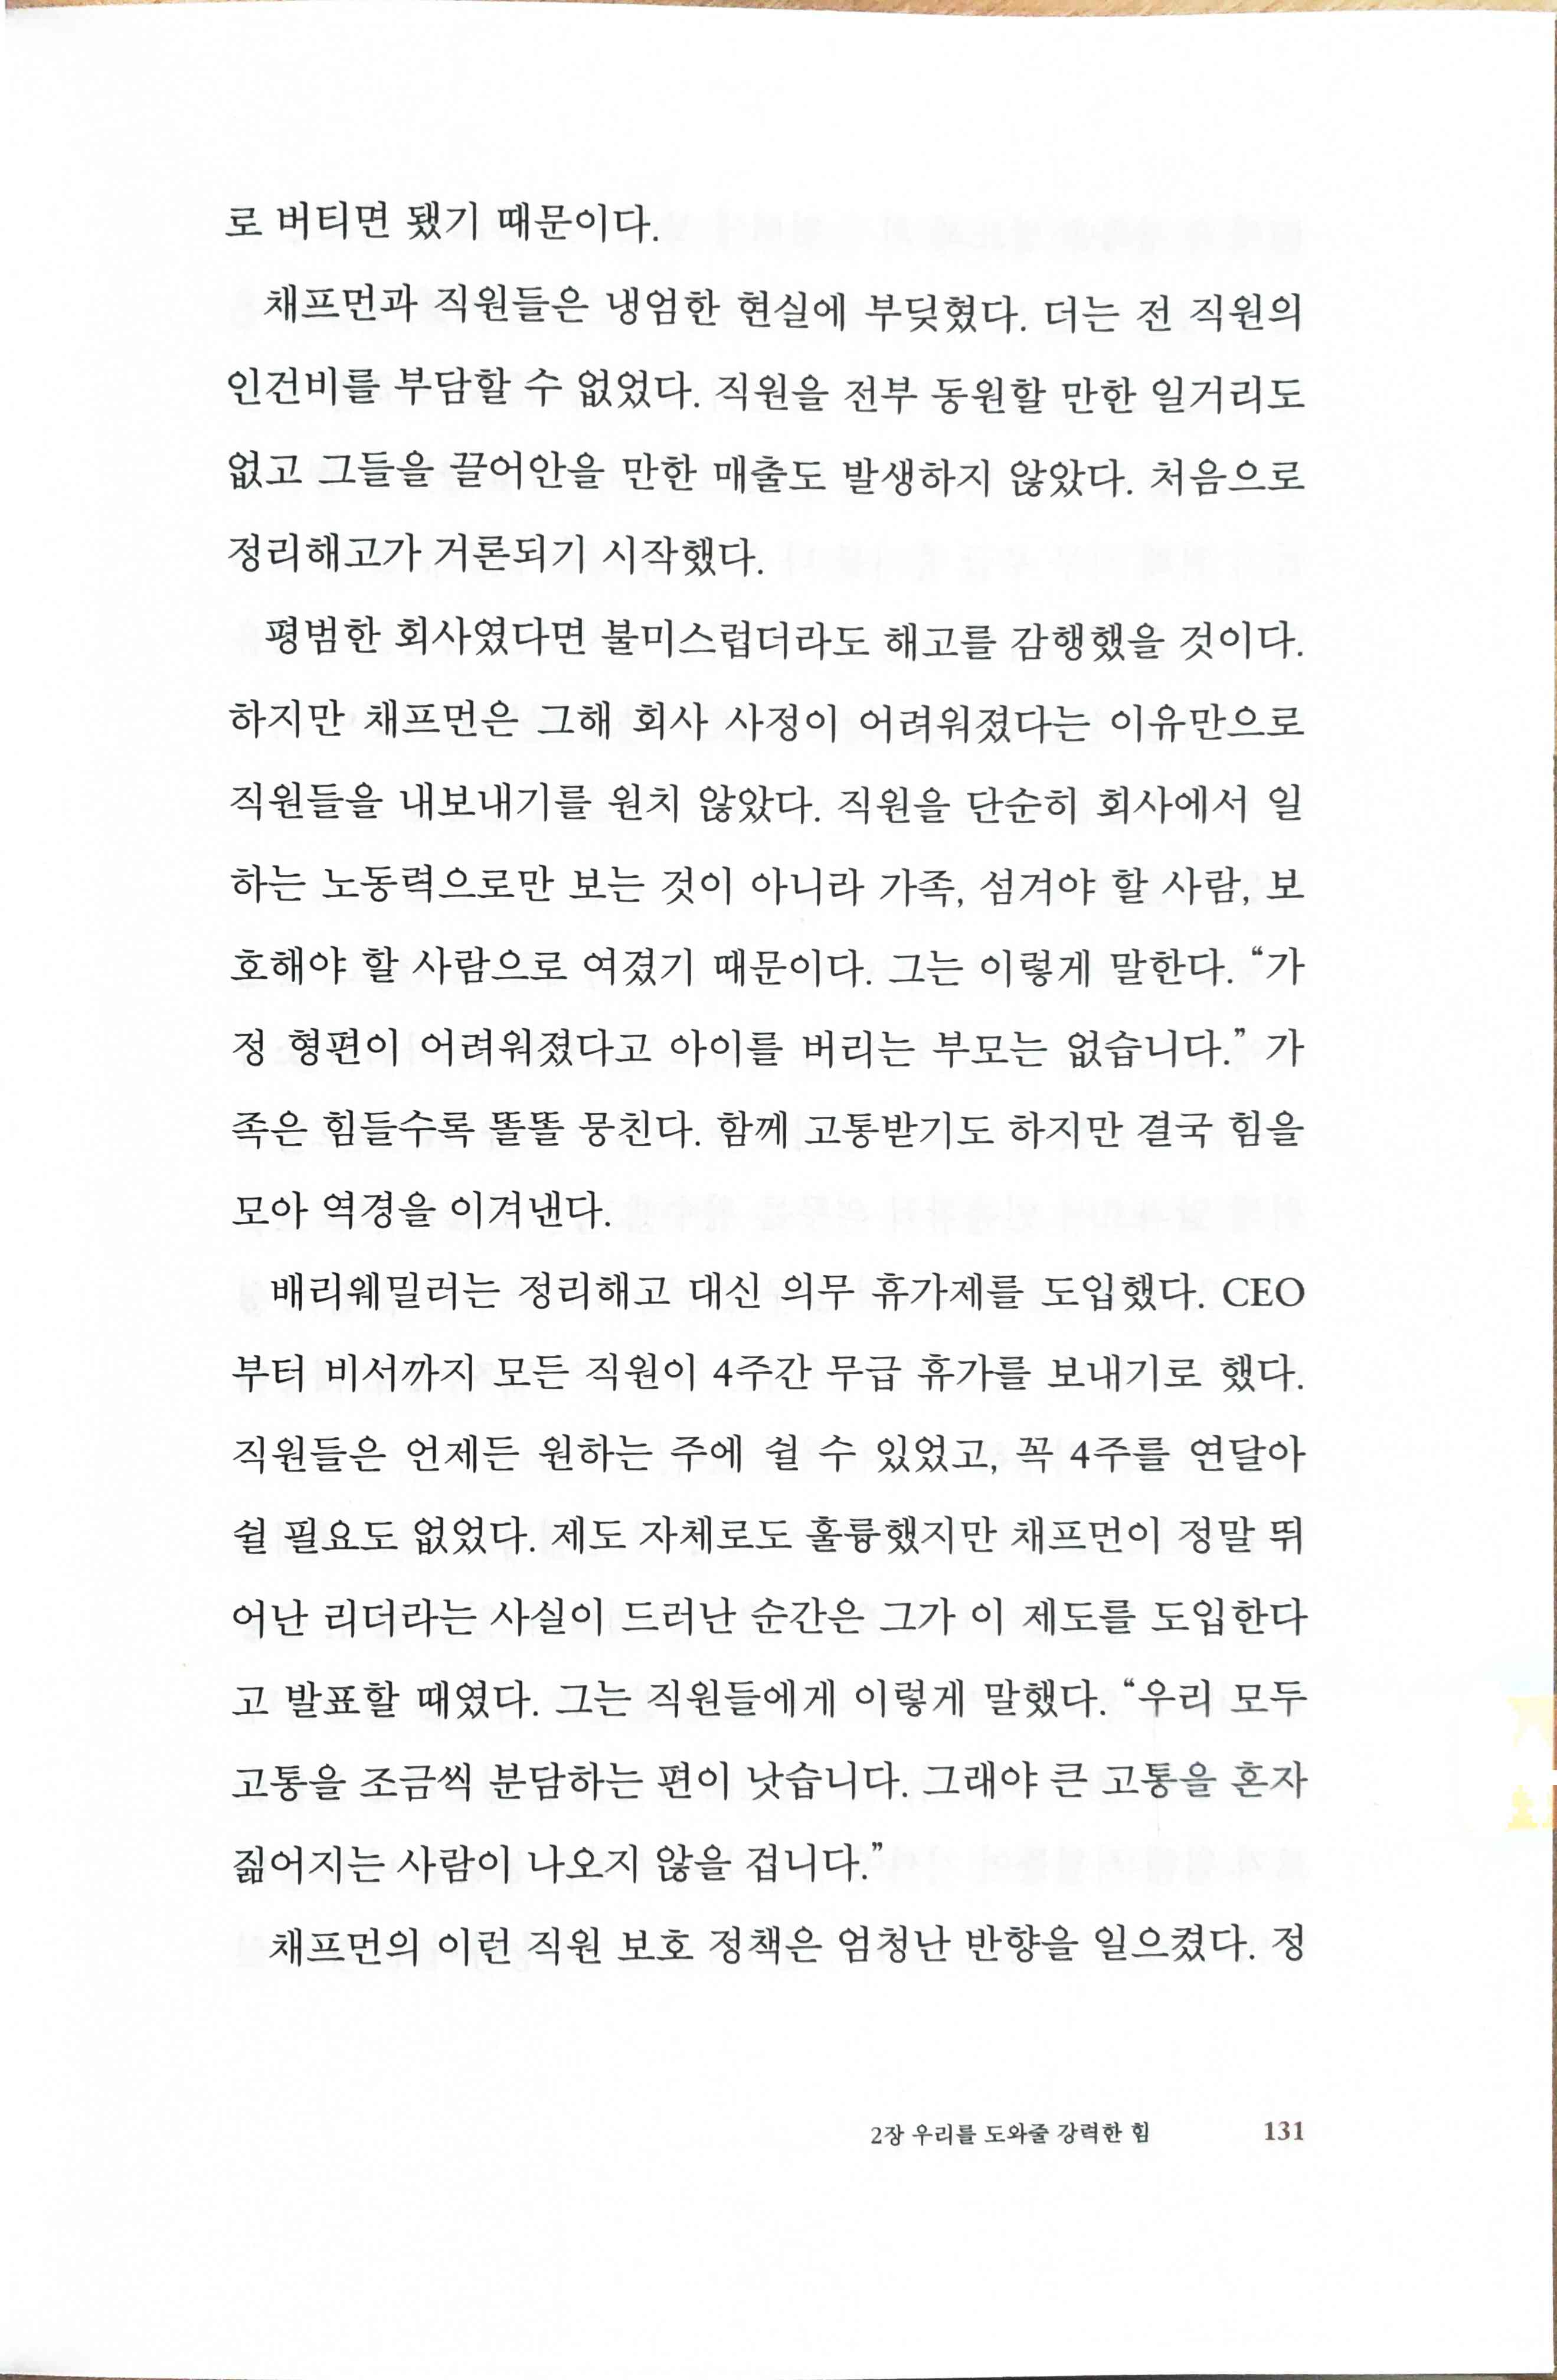 로 버티면 됐기 때문이다.
채프먼과 직원들은 냉엄한 현실에 부딪혔다. 더는 전 직원의
인건비를 부담할 수 없었다. 직원을 전부 동원할 만한 일거리도
없고 그들을 끌어안을 만한 매출도 발생하지 않았다. 처음으로
정리해고가 거론되기 시작했다.
평범한 회사였다면 불미스럽더라도 해고를 감행했을 것이다.
하지만 채프먼은 그해 회사 사정이 어려워졌다는 이유만으로
직원들을 내보내기를 원치 않았다. 직원을 단순히 회사에서 일
하는 노동력으로만 보는 것이 아니라 가족, 섬겨야 할 사람, 보
호해야 할 사람으로 여겼기 때문이다. 그는 이렇게 말한다. “가
정 형편이 어려워졌다고 아이를 버리는 부모는 없습니다.” 가
족은 힘들수록 똘똘 뭉친다. 함께 고통받기도 하지만 결국 힘을
모아 역경을 이겨낸다.
배리웨밀러는 정리해고 대신 의무 휴가제를 도입했다. CEO
부터 비서까지 모든 직원이 4주간 무급 휴가를 보내기로 했다.
직원들은 언제든 원하는 주에 쉴 수 있었고, 꼭 4주를 연달아
쉴 필요도 없었다. 제도 자체로도 훌륭했지만 채프먼이 정말 뛰
어난 리더라는 사실이 드러난 순간은 그가 이 제도를 도입한다
고 발표할 때였다. 그는 직원들에게 이렇게 말했다. “우리 모두
고통을 조금씩 분담하는 편이 낫습니다. 그래야 큰 고통을 혼자
짊어지는 사람이 나오지 않을 겁니다.”
채프먼의 이런 직원 보호 정책은 엄청난 반향을 일으켰다. 정
2장 우리를 도와줄 강력한 힘 131